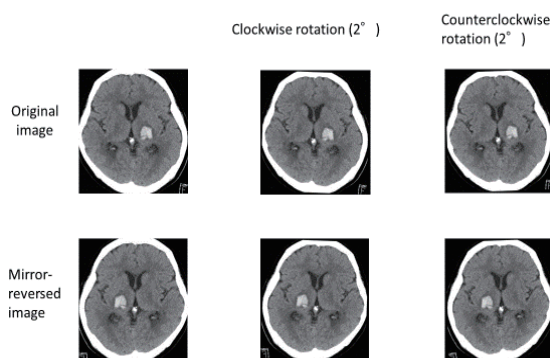 Clockwise rotation (2°  )
Counterclockwise
rotation (2°  )
Original
image
Mirror-
reversed
image